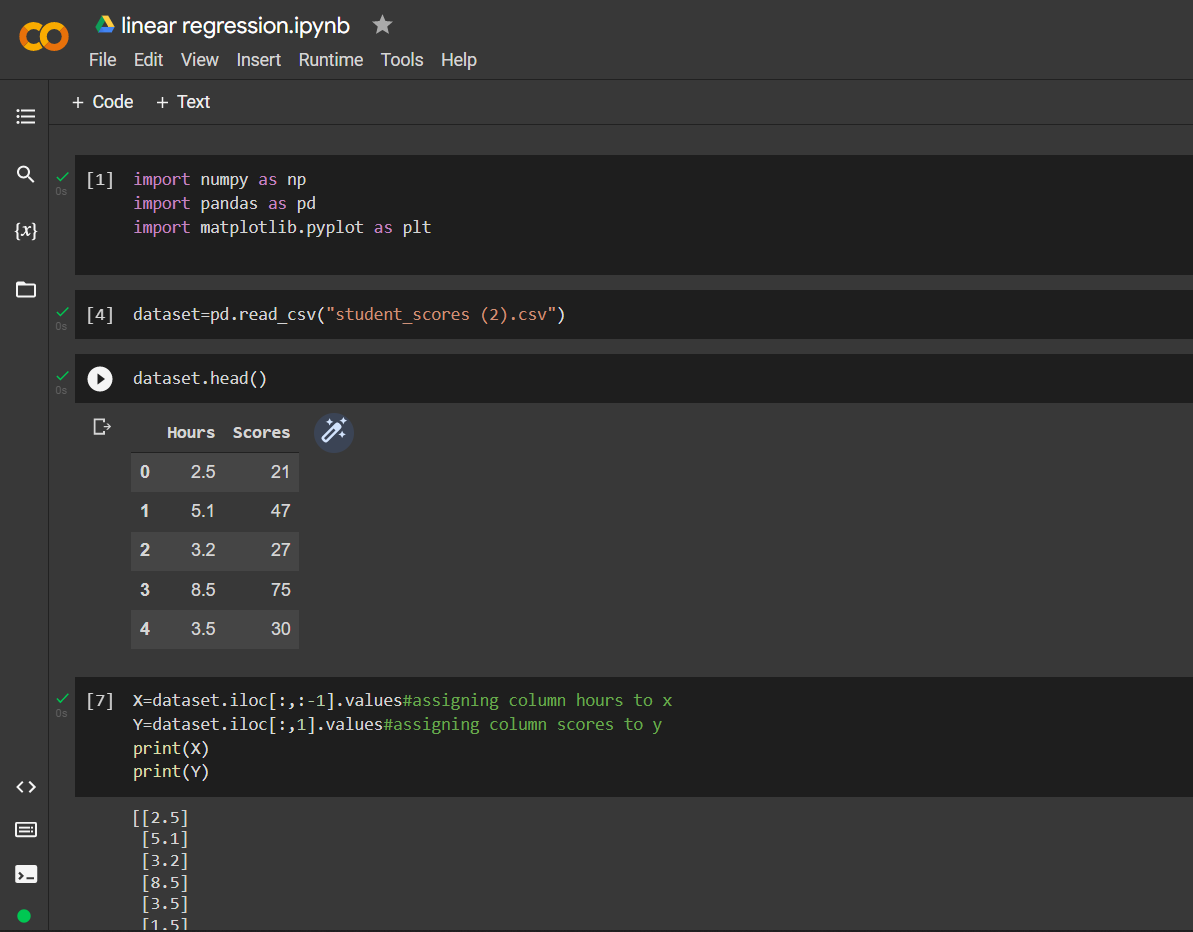 linear regression.ipynb
File Edit View Insert Runtime Tools Help
+ Code + Text
{x}
0s
[1] import numpy as np
import pandas as pd
import matplotlib.pyplot as plt
0s
[4] dataset=pd.read_csv("student_scores (2).csv")
0s
dataset.head()
Hours Scores
0 2.5 21
1 5.1 47
2 3.2 27
3 8.5 75
4 3.5 30
0s
[7] X=dataset.iloc[:,:-1].values#assigning column hours to x
Y=dataset.iloc[:,1].values#assigning column scores to y
print(X)
print(Y)
[[2.5]
[5.1]
[3.2]
[8.5]
[3.5]
[1.5]